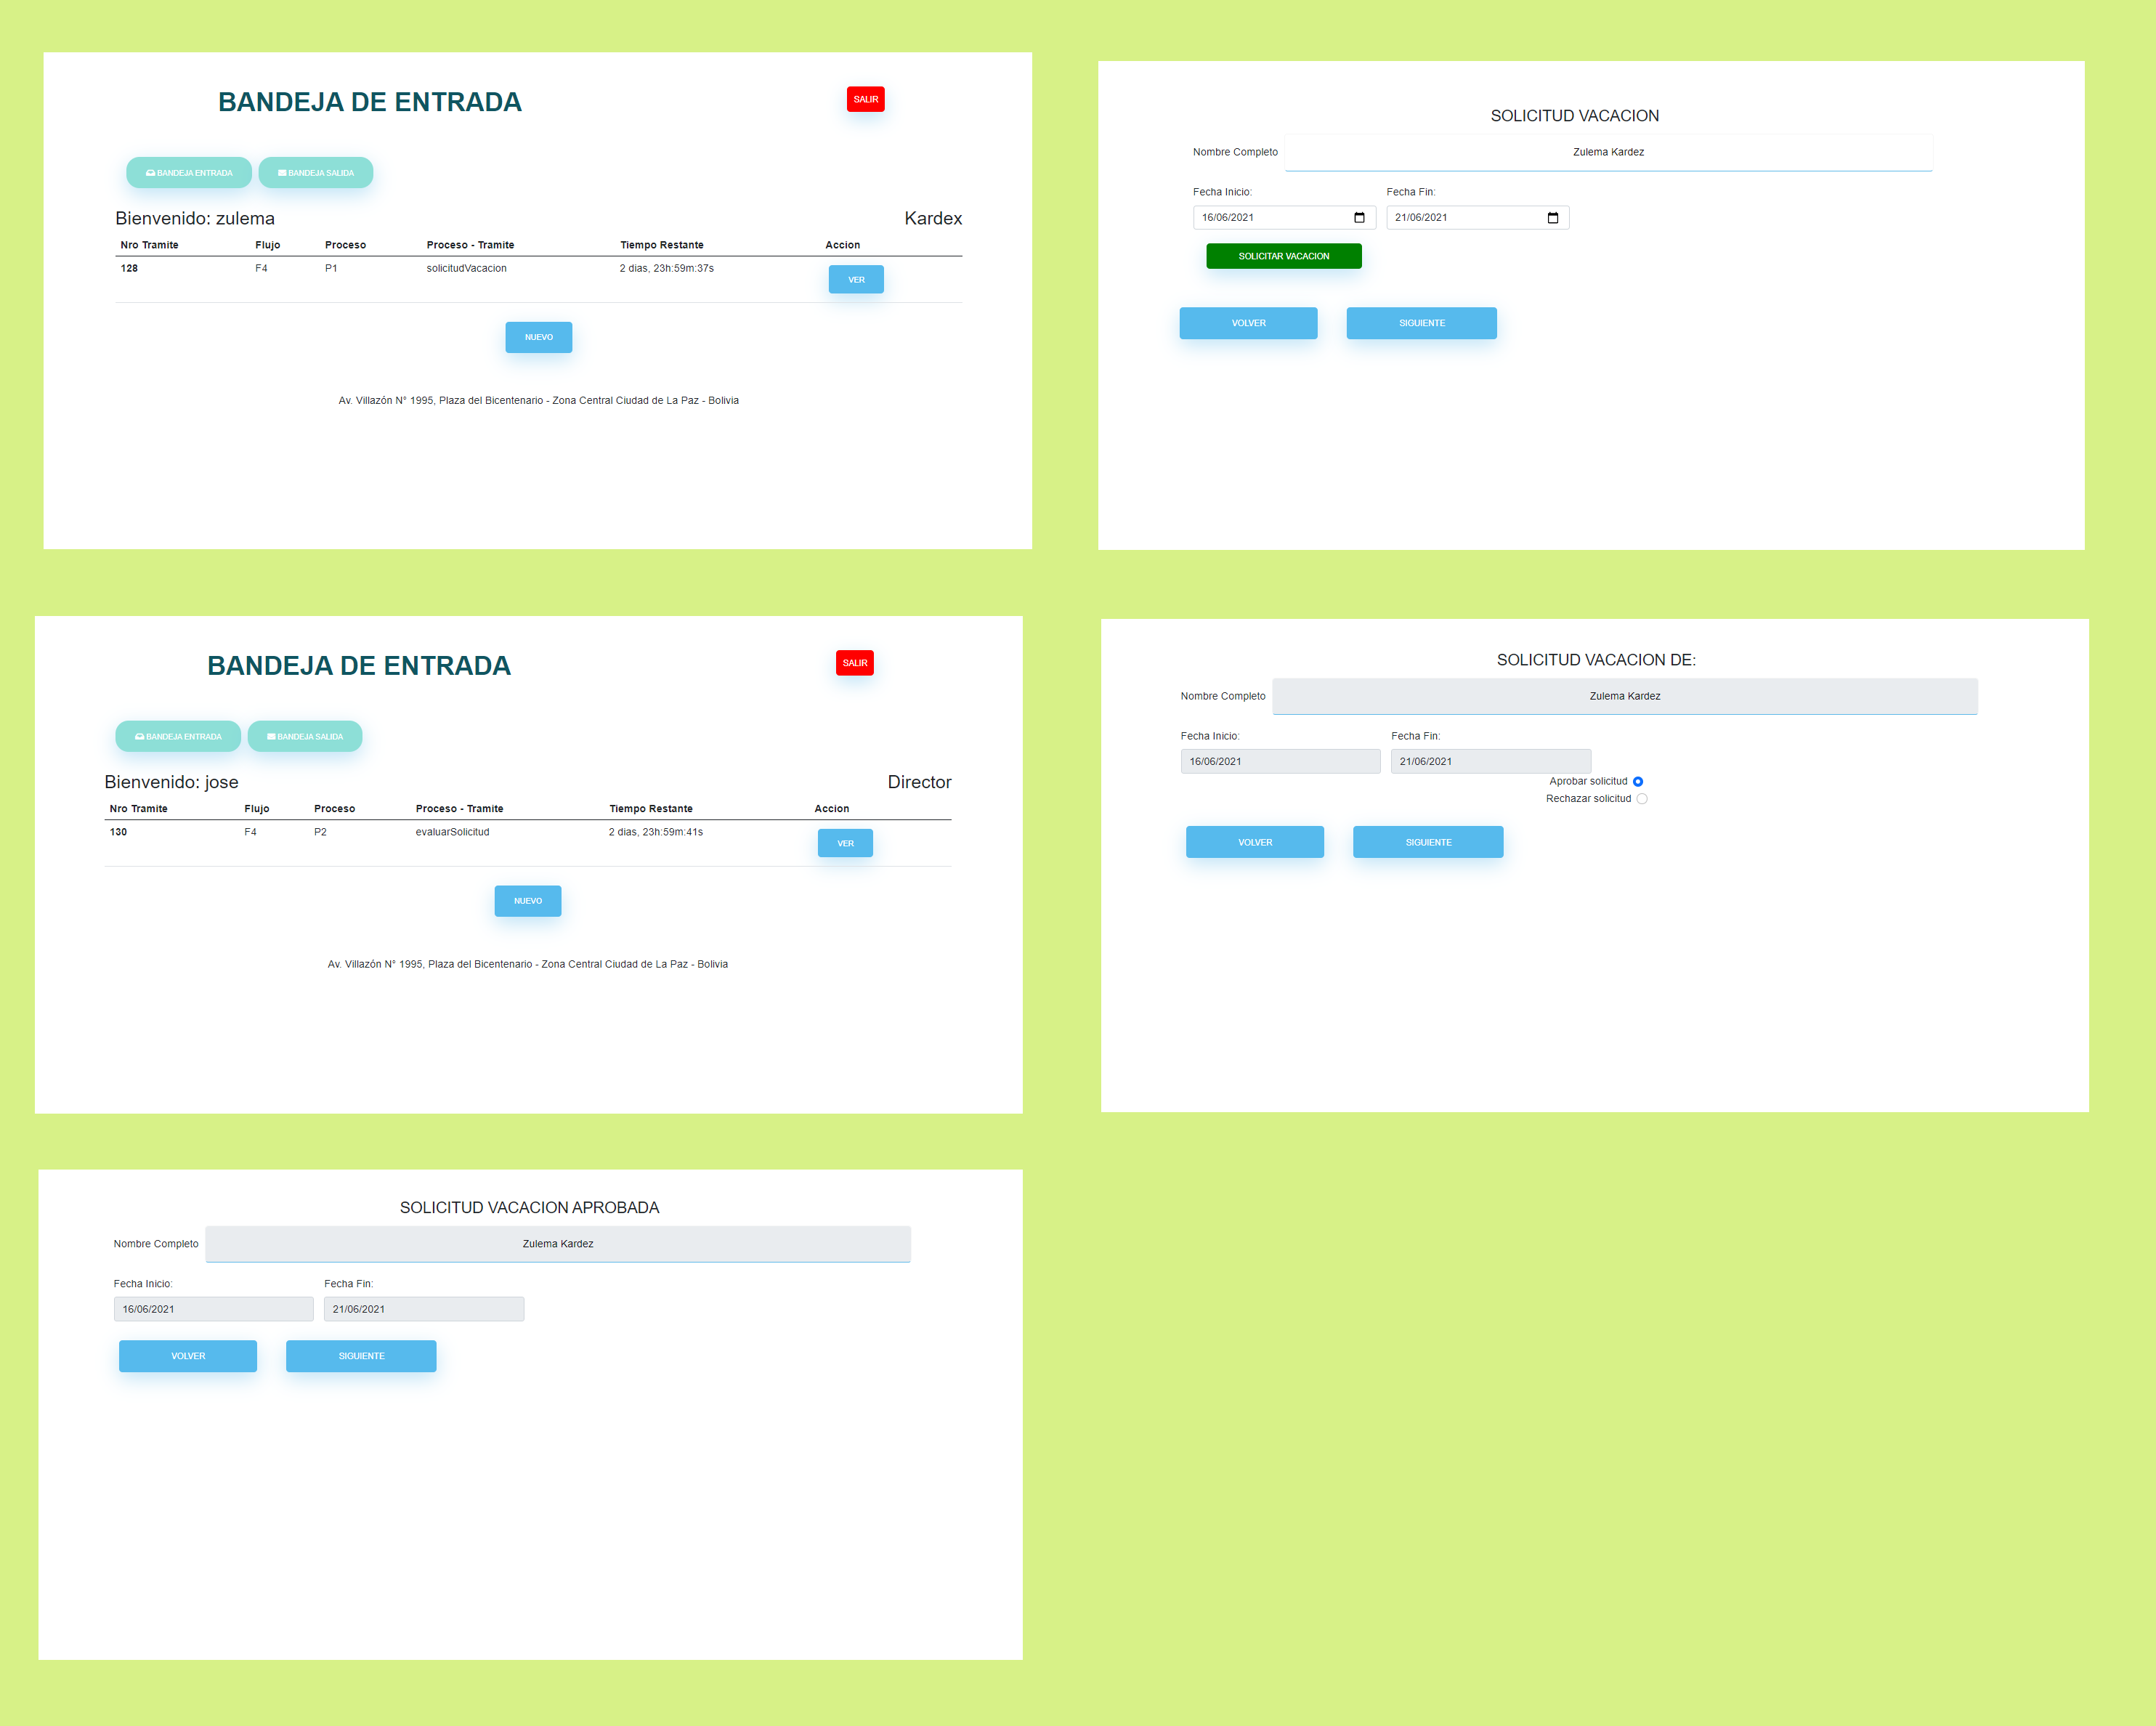 BANDEJA DE ENTRADA
SALIR
BANDEJA ENTRADA BANDEJA SALIDA
Bienvenido: zulema Kardex
Nro Tramite Flujo Proceso Proceso - Tramite Tiempo Restante Accion
128 F4 P1 solicitudVacacion 2 dias, 23h:59m:37s VER
NUEVO
Av. Villazón N° 1995, Plaza del Bicentenario - Zona Central Ciudad de La Paz - Bolivia
SOLICITUD VACACION
Nombre Completo Zulema Kardez
Fecha Inicio: Fecha Fin:
16/06/2021 21/06/2021
SOLICITAR VACACION
VOLVER SIGUIENTE
BANDEJA DE ENTRADA
SALIR
BANDEJA ENTRADA BANDEJA SALIDA
Bienvenido: jose Director
Nro Tramite Flujo Proceso Proceso - Tramite Tiempo Restante Accion
130 F4 P2 evaluarSolicitud 2 dias, 23h:59m:41s VER
NUEVO
Av. Villazón N° 1995, Plaza del Bicentenario - Zona Central Ciudad de La Paz - Bolivia
SOLICITUD VACACION DE:
Nombre Completo Zulema Kardez
Fecha Inicio: Fecha Fin:
16/06/2021 21/06/2021
Aprobar solicitud
Rechazar solicitud
VOLVER SIGUIENTE
SOLICITUD VACACION APROBADA
Nombre Completo Zulema Kardez
Fecha Inicio: Fecha Fin:
16/06/2021 21/06/2021
VOLVER SIGUIENTE